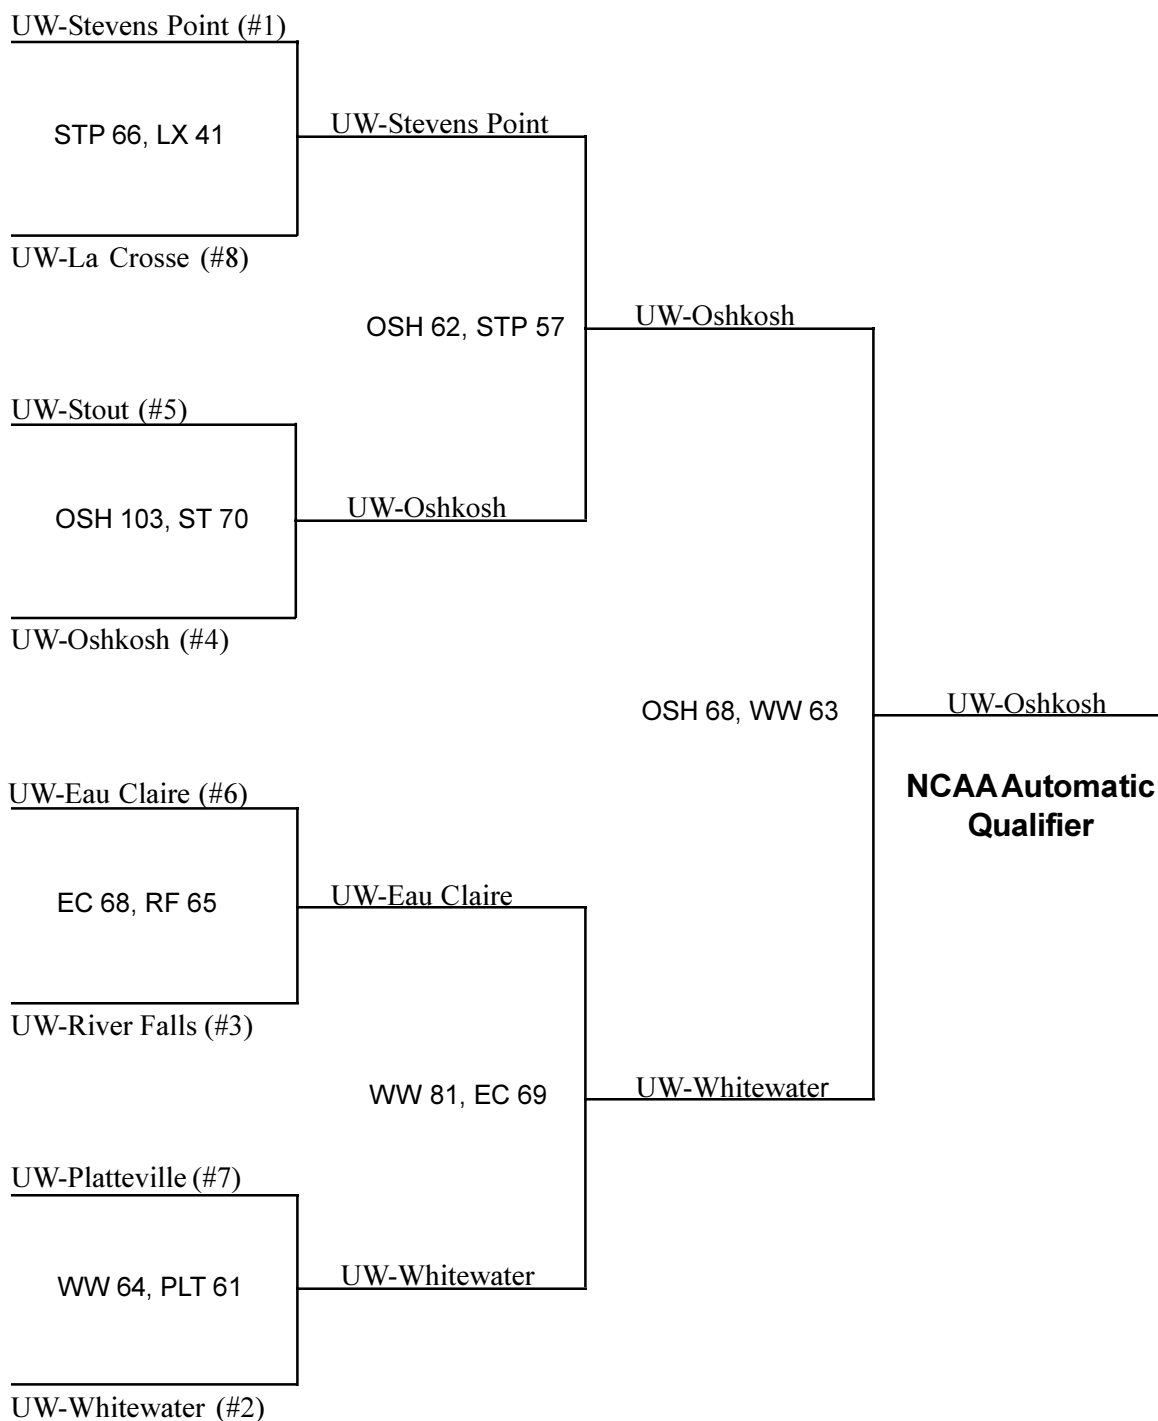 UW-Stevens Point (#1)
STP 66, LX 41
UW-Stevens Point
UW-La Crosse (#8)
OSH 62, STP 57
UW-Oshkosh
UW-Stout (#5)
OSH 103, ST 70
UW-Oshkosh
UW-Oshkosh (#4)
OSH 68, WW 63
UW-Oshkosh
NCAA Automatic
Qualifier
UW-Eau Claire (#6)
EC 68, RF 65
UW-Eau Claire
UW-River Falls (#3)
WW 81, EC 69
UW-Whitewater
UW-Platteville (#7)
WW 64, PLT 61
UW-Whitewater
UW-Whitewater (#2)